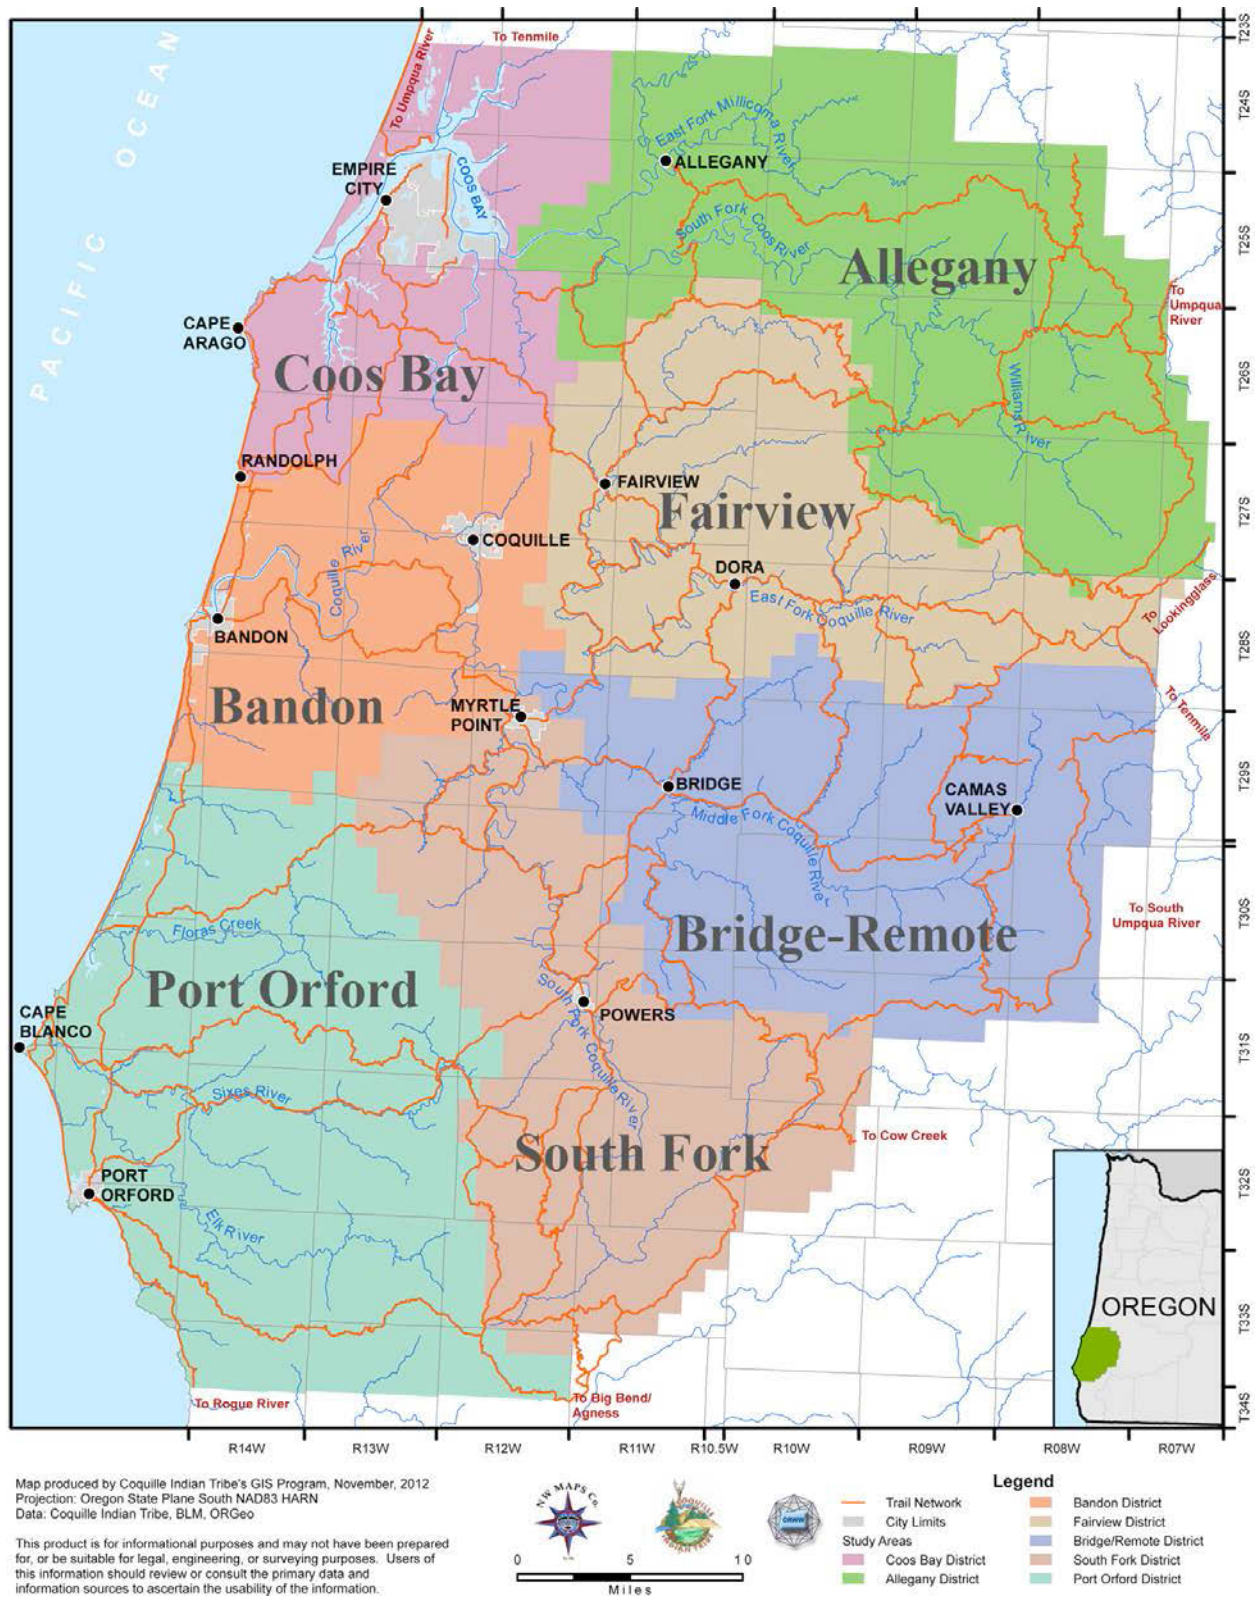 To Tenmile
To Umpqua River
T23S
PACIFIC OCEAN
T24S
East Fork Millicoma River
ALLEGANY
EMPIRE
CITY
COOS BAY
South Fork Coos River
T25S
Allegany
To
Umpqua
River
CAPE
ARAGO
Coos Bay
Williams River
T26S
RANDOLPH
FAIRVIEW
Fairview
T27S
COQUILLE
Coquille River
DORA
East Fork Coquille River
To
Lookingglass
BANDON
T28S
Bandon
MYRTLE
POINT
To Tenmile
BRIDGE
CAMAS
VALLEY
T29S
Middle Fork Coquille River
To South
Umpqua River
T30S
Floras Creek
Bridge-Remote
Port Orford
South Fork Coquille River
POWERS
CAPE
BLANCO
T31S
Sixes River
South Fork
To Cow Creek
PORT
ORFORD
T32S
Elk River
OREGON
T33S
To Rogue River
To Big Bend/
Agness
T34S
R14W R13W R12W R11W R10.5W R10W R09W R08W R07W
Map produced by Coquille Indian Tribe's GIS Program, November, 2012
Projection: Oregon State Plane South NAD83 HARN
Data: Coquille Indian Tribe, BLM, ORGeo
This product is for informational purposes and may not have been prepared
for, or be suitable for legal, engineering, or surveying purposes. Users of
this information should review or consult the primary data and
information sources to ascertain the usability of the information.
NW MAPS Co.
COQUILLE
INDIAN TRIBE
ORWW
0 5 10
Miles
Legend
Trail Network
City Limits
Study Areas
Coos Bay District
Allegany District
Bandon District
Fairview District
Bridge/Remote District
South Fork District
Port Orford District